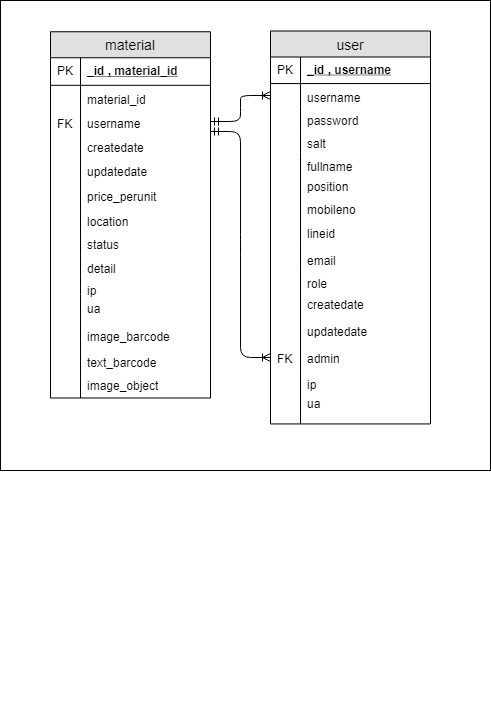 material
PK _id , material_id
material_id
FK username
createdate
updatedate
price_perunit
location
status
detail
ip
ua
image_barcode
text_barcode
image_object
user
PK _id , username
username
password
salt
fullname
position
mobileno
lineid
email
role
createdate
updatedate
FK admin
ip
ua